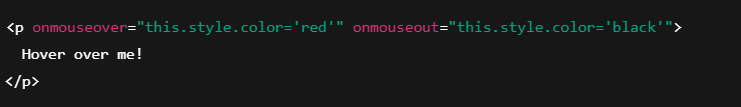 <p onmouseover="this.style.color='red'" onmouseout="this.style.color='black'">
Hover over me!
</p>